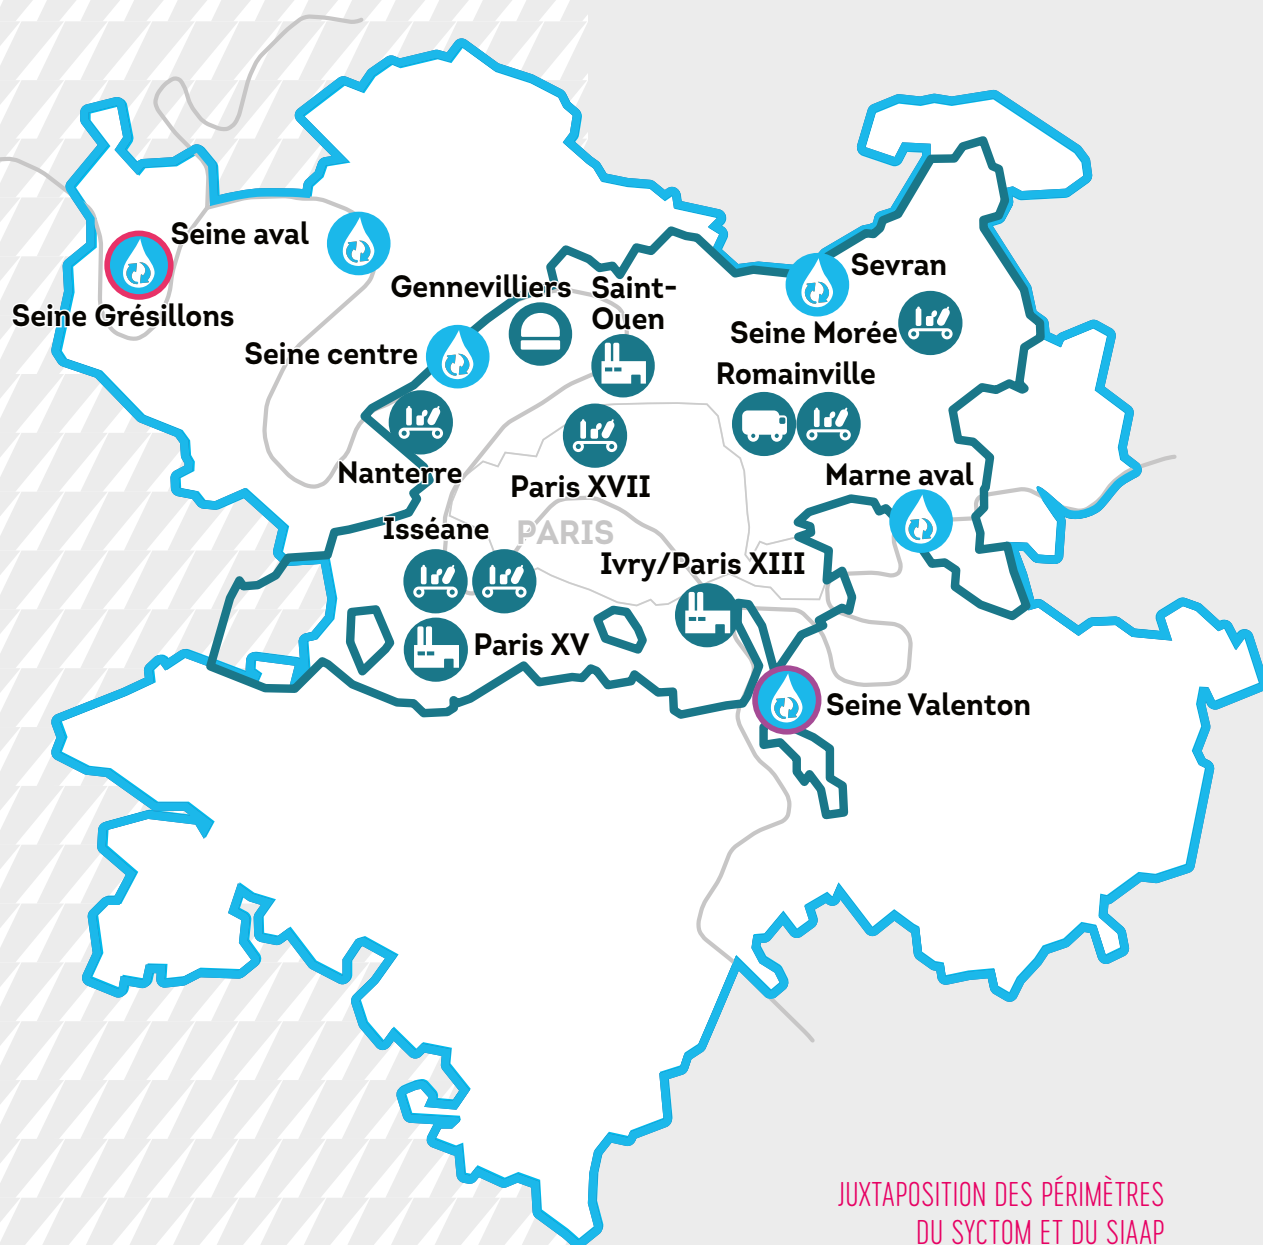 Seine aval
Seine Grésillons
Gennevilliers
Saint-
Ouen
Sevran
Seine centre
Seine Morée
Romainville
Nanterre
Paris XVII
Marne aval
Isséane
PARIS
Ivry/Paris XIII
Paris XV
Seine Valenton
JUXTAPOSITION DES PÉRIMÈTRES
DU SYCTOM ET DU SIAAP